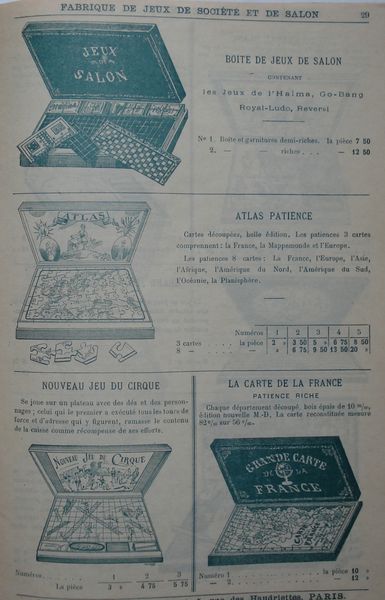 FABRIQUE DE JEUX DE SOCIÉTÉ ET DE SALON 29
JEUX
DE
SALON
BOITE DE JEUX DE SALON
CONTENANT
les Jeux de l'Halma, Go-Bang
Royal-Ludo, Reversi
No 1. Boîte et garnitures demi-riches. la pièce 7 50
2. — — riches . . . — 12 50
ATLAS
ATLAS PATIENCE
Cartes découpées, belle édition. Les patiences 3 cartes
comprennent : la France, la Mappemonde et l'Europe.
Les patiences 8 cartes : La France, l'Europe, l'Asie,
l'Afrique, l'Amérique du Nord, l'Amérique du Sud,
l'Océanie, la Planisphère.
Numéros 1 2 3 4 5
3 cartes . . . la pièce 2 » 3 50 5 » 6 75 8 50
8 — . . . — » 6 75 9 50 13 50 20 »
NOUVEAU JEU DU CIRQUE
Se joue sur un plateau avec des dés et des person-
nages ; celui qui le premier a exécuté tous les tours de
force et d'adresse qui y figurent, ramasse le contenu
de la caisse comme récompense de ses efforts.
NOUVEAU JEU DU CIRQUE
Numéros. 1 2 3
La pièce 3 » 4 75 5 75
LA CARTE DE LA FRANCE
PATIENCE RICHE
Chaque département découpé, bois épais de 10 m/m,
édition nouvelle M-D. La carte reconstituée mesure
82 c/m sur 56 c/m.
GRANDE CARTE
DE LA
FRANCE
Numéro 1 la pièce 10 »
— 2. — 12 »
des Haudriettes, PARIS.